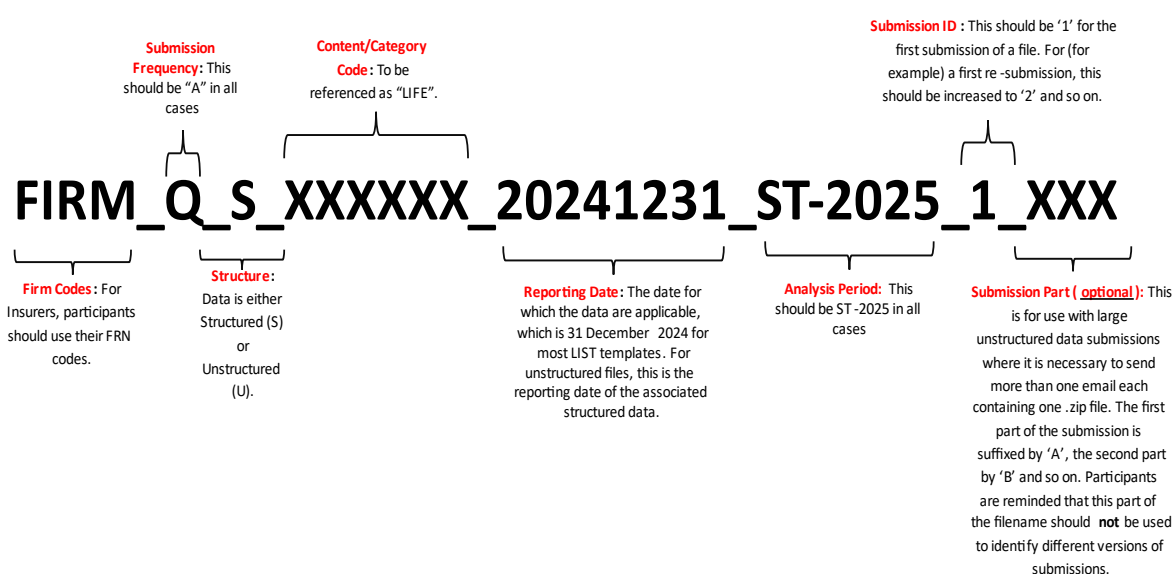 Submission
Frequency: This
should be "A" in all
cases
Content/Category
Code: To be
referenced as "LIFE".
Submission ID : This should be '1' for the
first submission of a file. For (for
example) a first re -submission, this
should be increased to '2' and so on.
FIRM_Q_S_XXXXXX_20241231_ST-2025_1_XXX
Firm Codes: For
Insurers, participants
should use their FRN
codes.
Structure:
Data is either
Structured (S)
or
Unstructured
(U).
Reporting Date: The date for
which the data are applicable,
which is 31 December 2024 for
most LIST templates. For
unstructured files, this is the
reporting date of the associated
structured data.
Analysis Period: This
should be ST -2025 in all
cases
Submission Part ( optional ): This
is for use with large
unstructured data submissions
where it is necessary to send
more than one email each
containing one .zip file. The first
part of the submission is
suffixed by 'A', the second part
by 'B' and so on. Participants
are reminded that this part of
the filename should not be used
to identify different versions of
submissions.